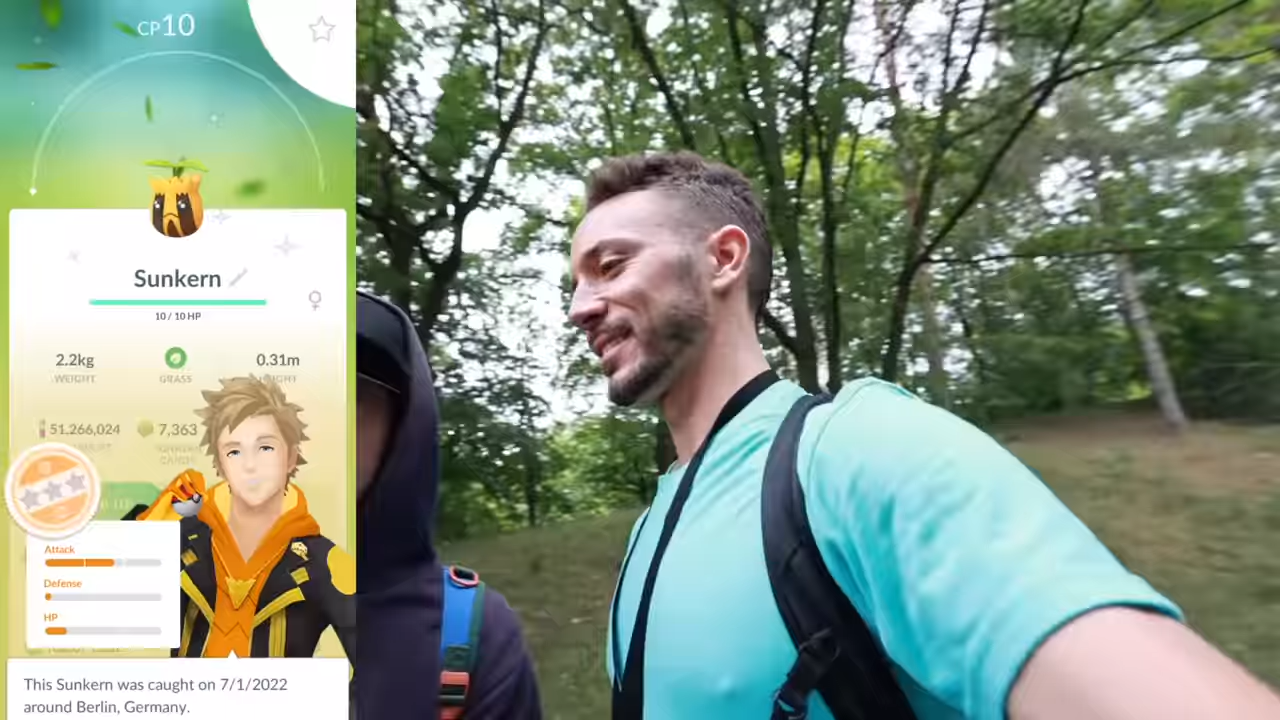 CP10
Sunkern
10 / 10 HP
2.2kg
WEIGHT
GRASS
0.31m
51,266,024
7,363
Attack
Defense
HP
This Sunkern was caught on 7/1/2022
around Berlin, Germany.